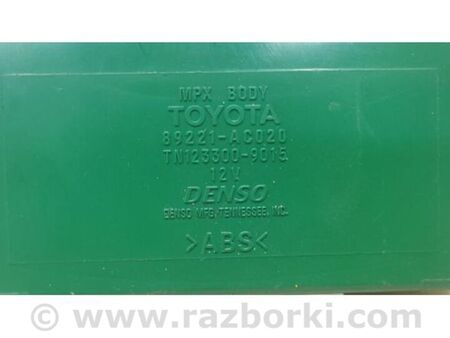 MPX BODY
TOYOTA
89221-AC020
TN123300-9015
12V
DENSO
DENSO MFG.TENNESSEE, INC.
>ABS<
© www.razborki.com